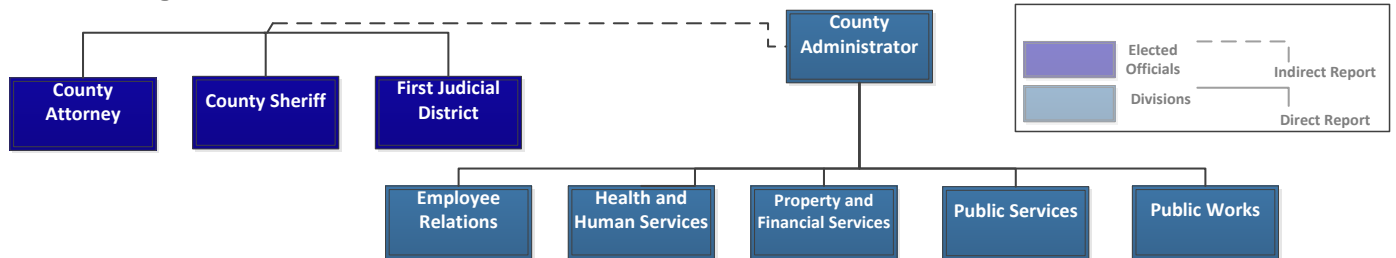 County
Administrator
County
Attorney
County Sheriff
First Judicial
District
Elected
Officials
Indirect Report
Divisions
Direct Report
Employee
Relations
Health and
Human Services
Property and
Financial Services
Public Services
Public Works